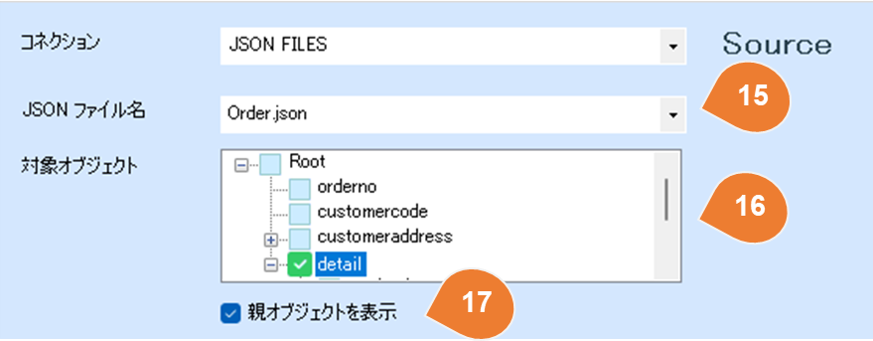 コネクション
JSON FILES
Source
JSON ファイル名
Order.json
15
対象オブジェクト
Root
orderno
customercode
customeraddress
detail
16
親オブジェクトを表示
17